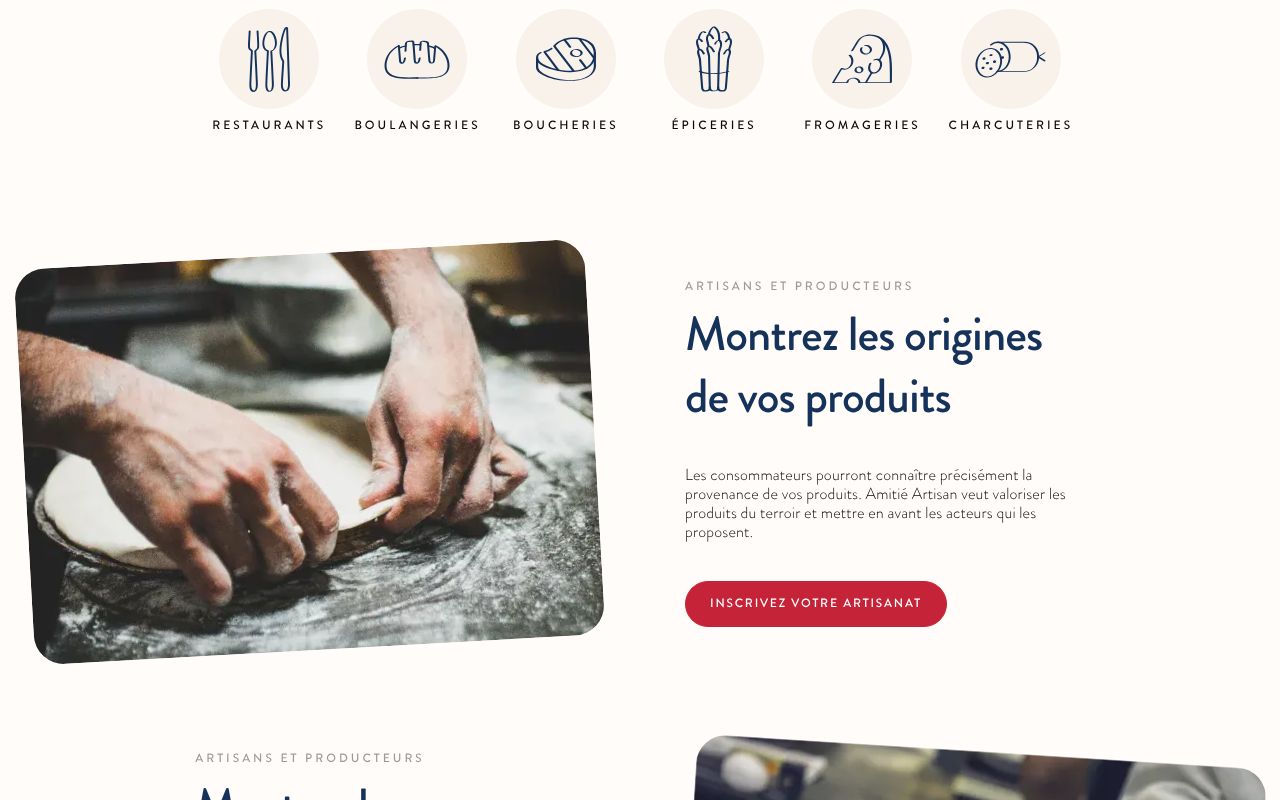 RESTAURANTS
BOULANGERIES
BOUCHERIES
ÉPICERIES
FROMAGERIES
CHARCUTERIES
ARTISANS ET PRODUCTEURS
Montrez les origines
de vos produits
Les consommateurs pourront connaître précisément la
provenance de vos produits. Amitié Artisan veut valoriser les
produits du terroir et mettre en avant les acteurs qui les
proposent.
INSCRIVEZ VOTRE ARTISANAT
ARTISANS ET PRODUCTEURS